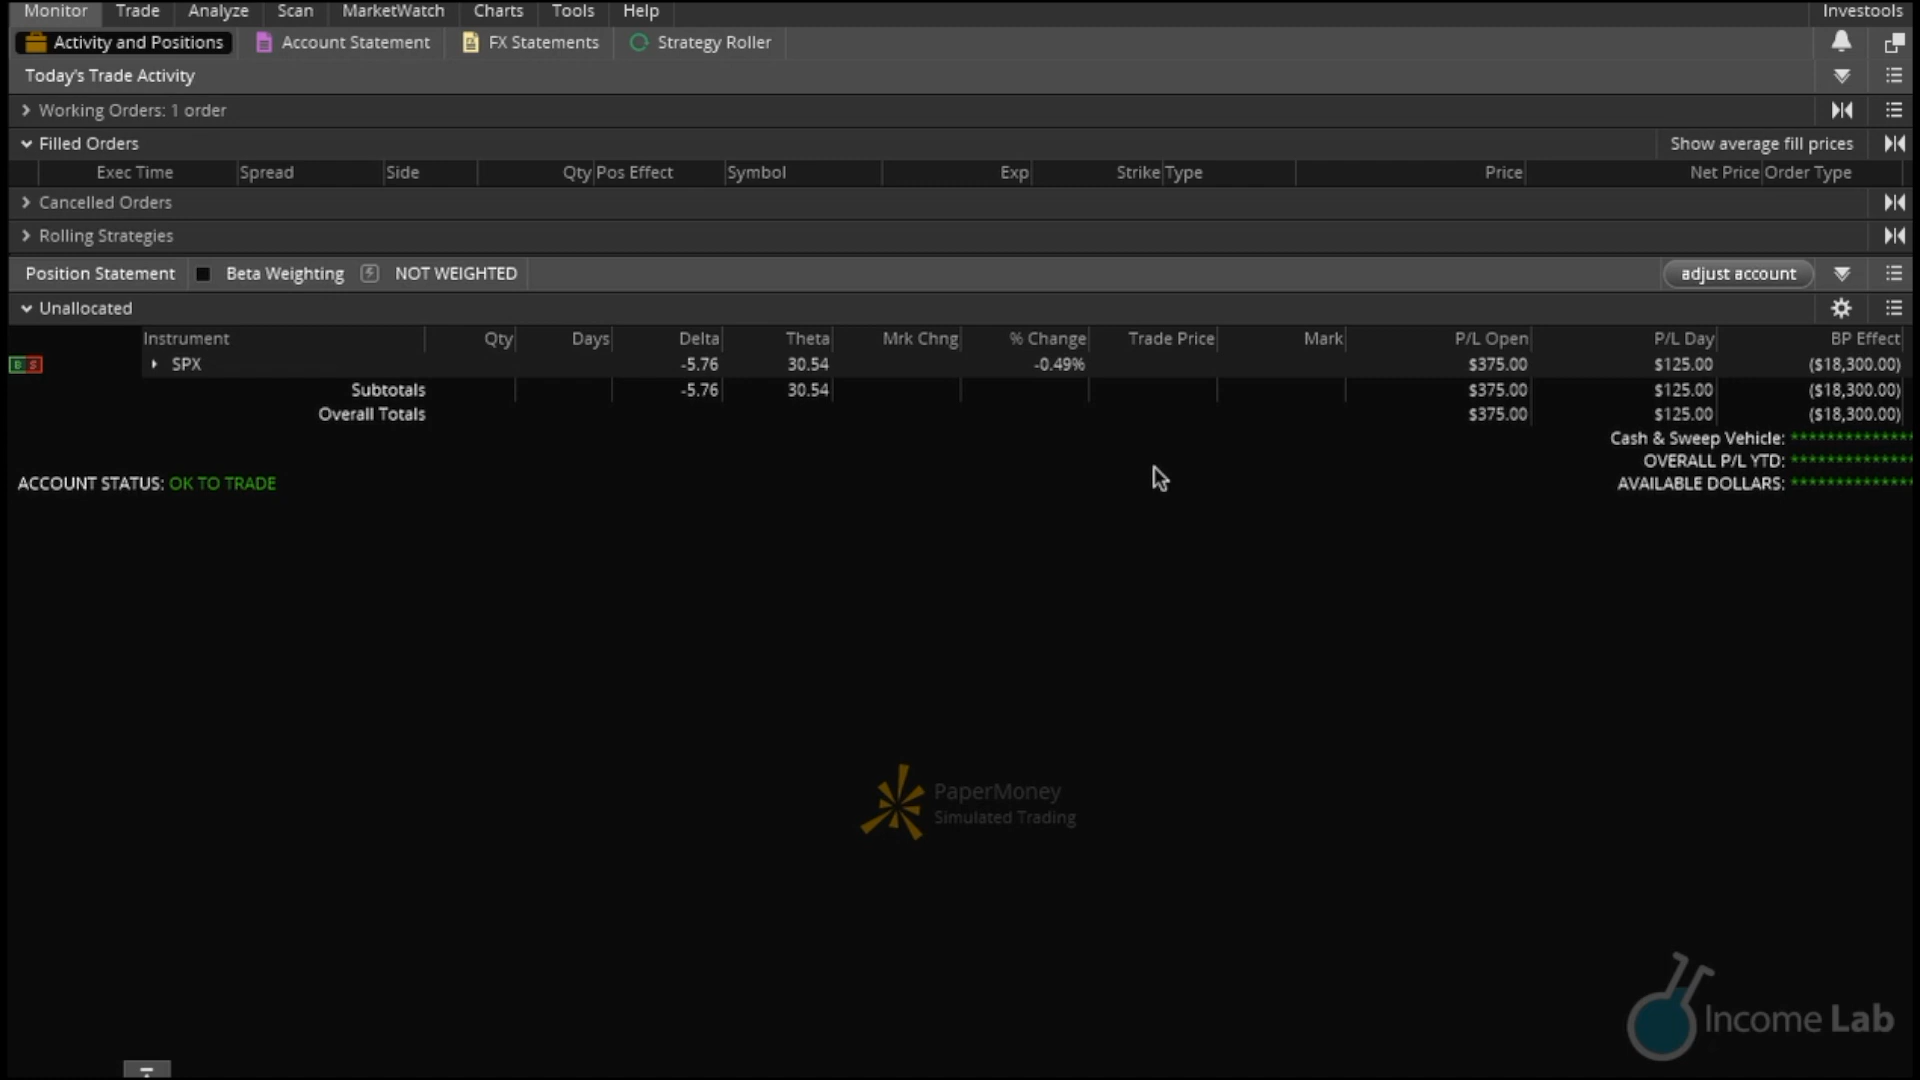 Monitor Trade Analyze Scan MarketWatch Charts Tools Help Investools
Activity and Positions Account Statement FX Statements Strategy Roller
Today's Trade Activity
Working Orders: 1 order
Filled Orders Show average fill prices
Exec Time Spread Side Qty Pos Effect Symbol Exp Strike Type Price Net Price Order Type
Cancelled Orders
Rolling Strategies
Position Statement Beta Weighting NOT WEIGHTED adjust account
Unallocated
Instrument Qty Days Delta Theta Mrk Chng % Change Trade Price Mark P/L Open P/L Day BP Effect
B S SPX -5.76 30.54 -0.49% $375.00 $125.00 ($18,300.00)
Subtotals -5.76 30.54 $375.00 $125.00 ($18,300.00)
Overall Totals $375.00 $125.00 ($18,300.00)
Cash & Sweep Vehicle: **************
OVERALL P/L YTD: **************
ACCOUNT STATUS: OK TO TRADE AVAILABLE DOLLARS: **************
PaperMoney
Simulated Trading
Income Lab